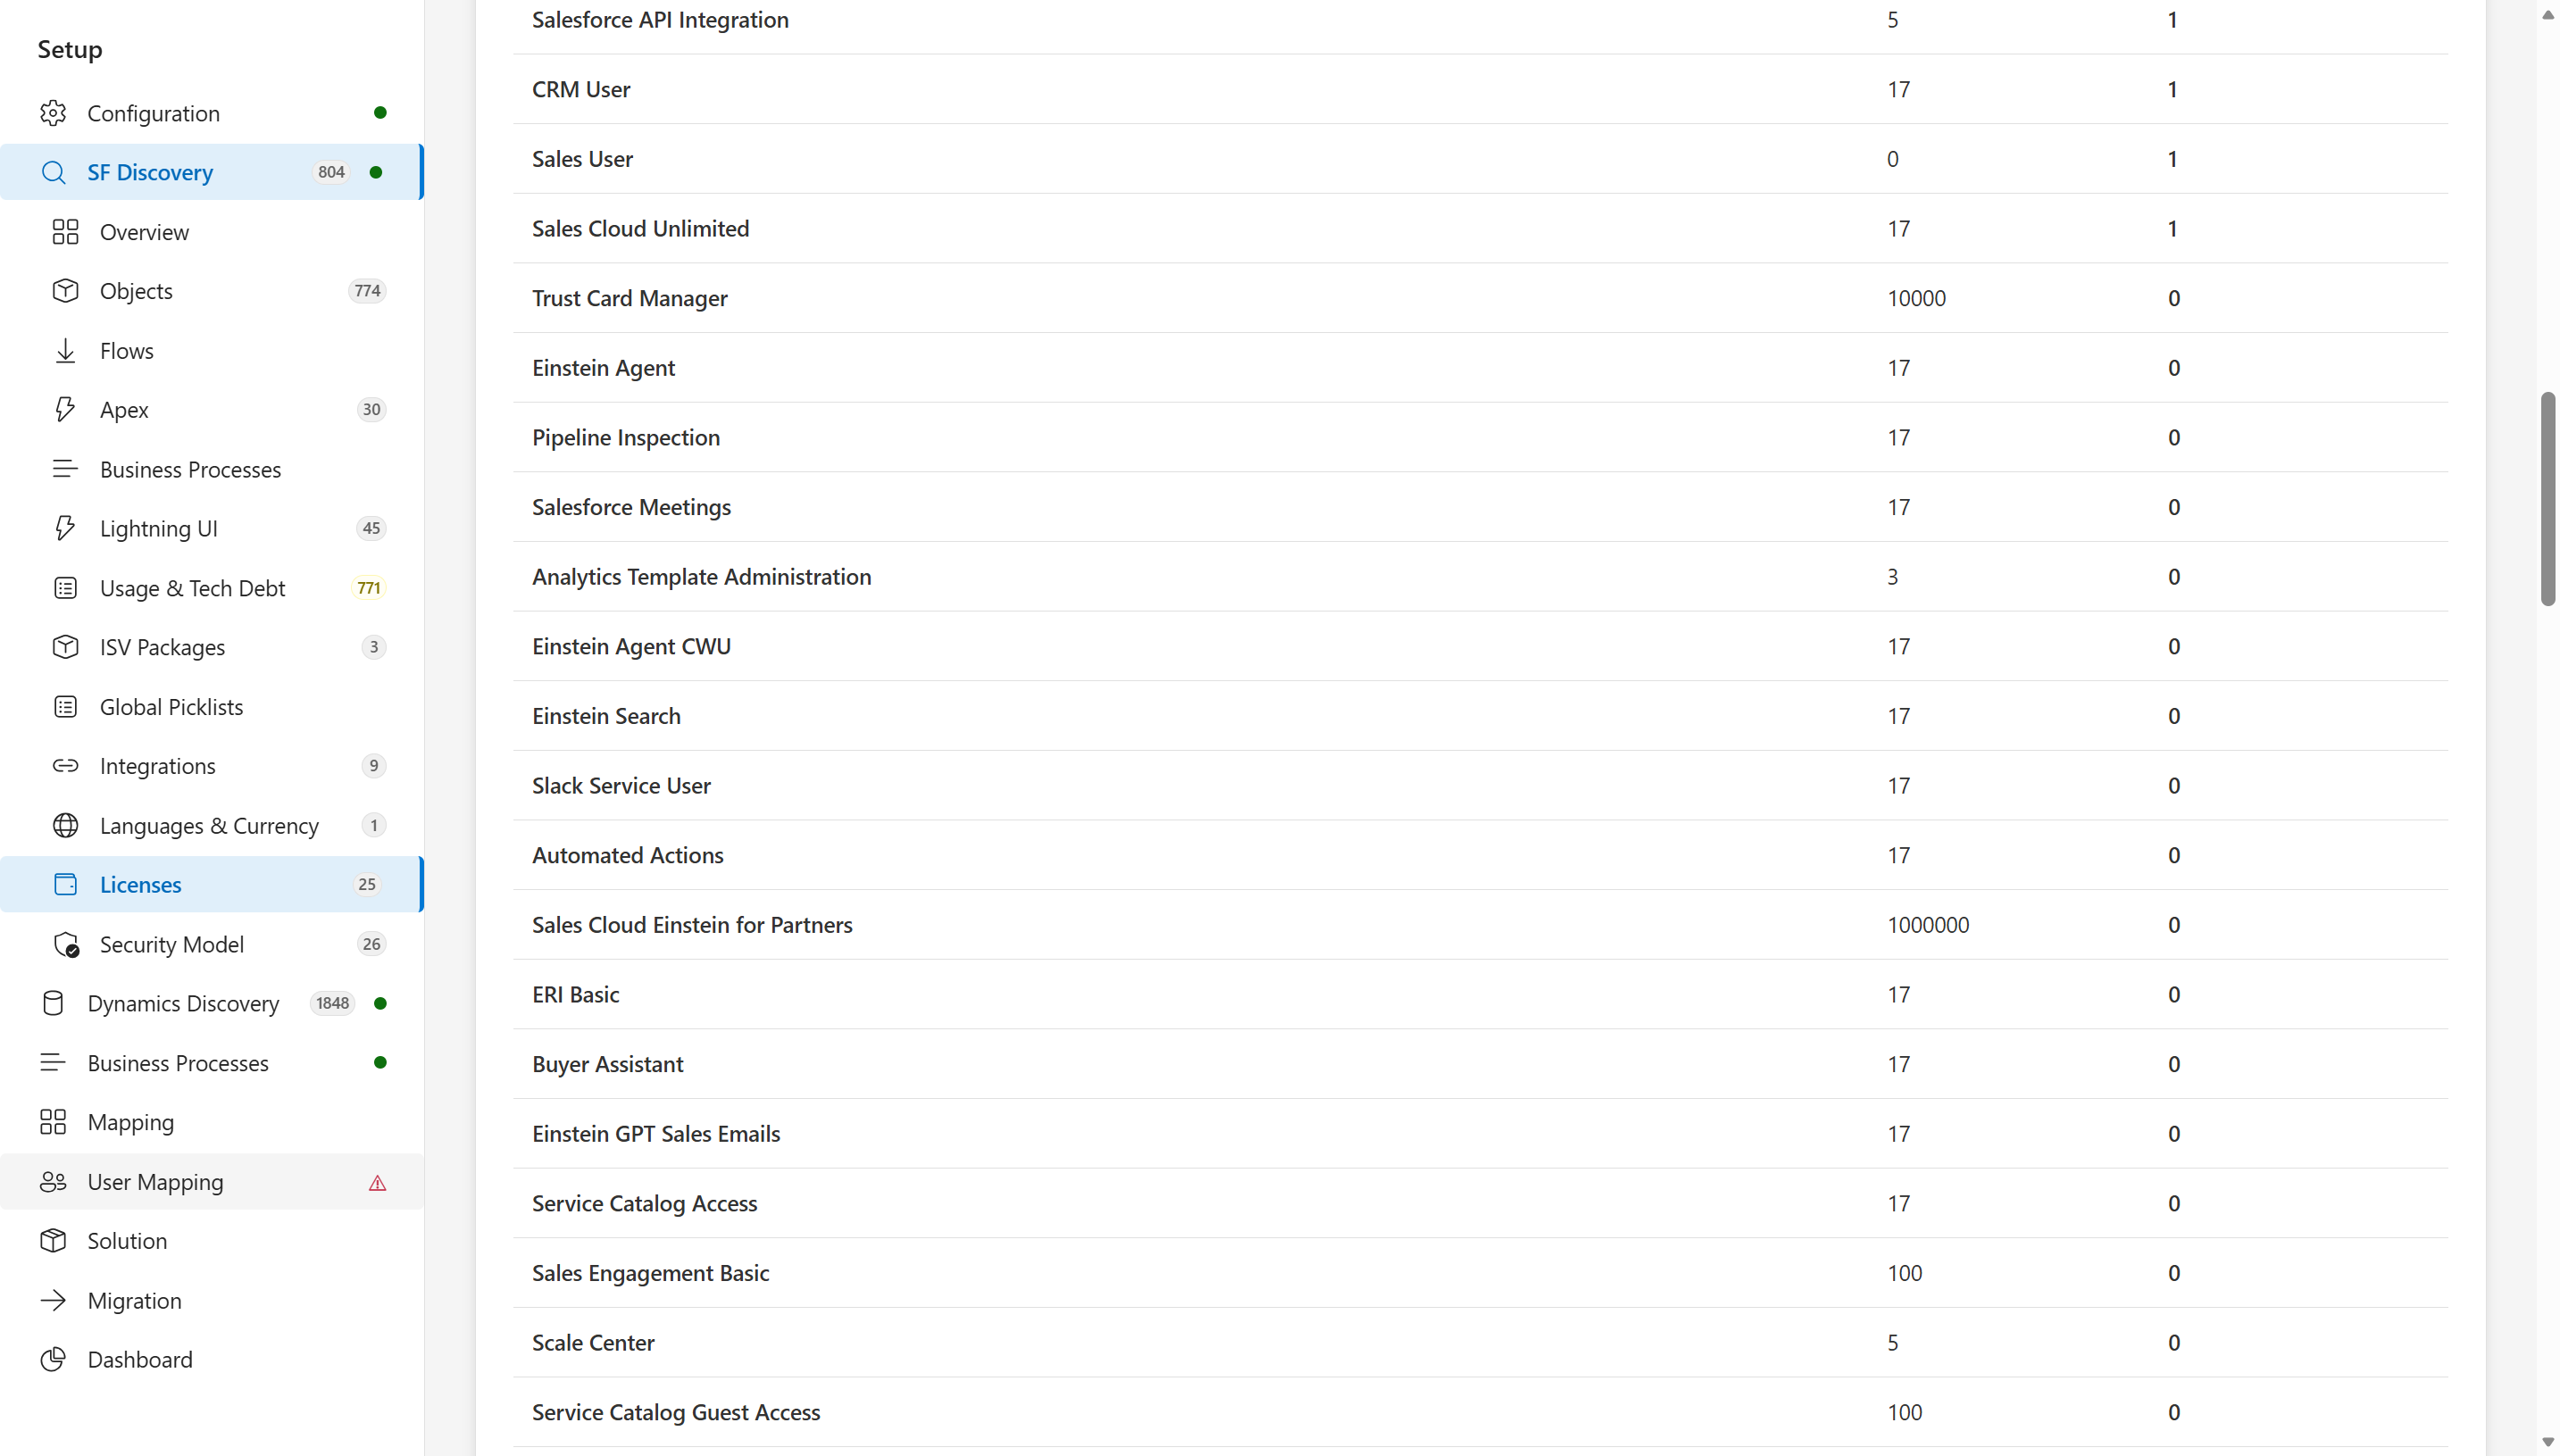 Setup
Configuration
SF Discovery 804
Overview
Objects 774
Flows
Apex 30
Business Processes
Lightning UI 45
Usage & Tech Debt 771
ISV Packages 3
Global Picklists
Integrations 9
Languages & Currency 1
Licenses 25
Security Model 26
Dynamics Discovery 1848
Business Processes
Mapping
User Mapping
Solution
Migration
Dashboard
Salesforce API Integration 5 1
CRM User 17 1
Sales User 0 1
Sales Cloud Unlimited 17 1
Trust Card Manager 10000 0
Einstein Agent 17 0
Pipeline Inspection 17 0
Salesforce Meetings 17 0
Analytics Template Administration 3 0
Einstein Agent CWU 17 0
Einstein Search 17 0
Slack Service User 17 0
Automated Actions 17 0
Sales Cloud Einstein for Partners 1000000 0
ERI Basic 17 0
Buyer Assistant 17 0
Einstein GPT Sales Emails 17 0
Service Catalog Access 17 0
Sales Engagement Basic 100 0
Scale Center 5 0
Service Catalog Guest Access 100 0